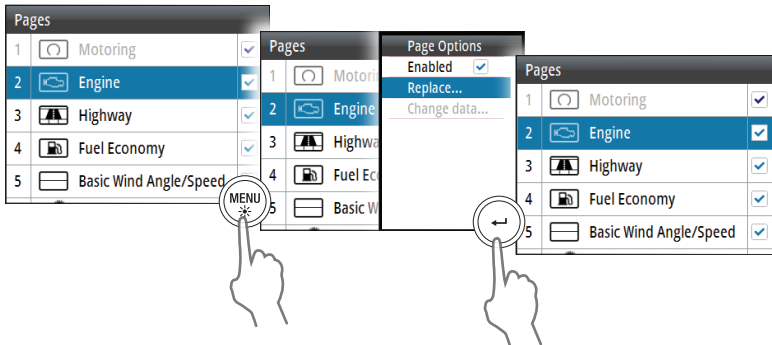 Pages
1 Motoring
2 Engine
3 Highway
4 Fuel Economy
5 Basic Wind Angle/Speed
MENU
Pages
1 Motori
2 Engine
3 Highwa
4 Fuel Ec
5 Basic W
Page Options
Enabled
Replace...
Change data...
Pages
1 Motoring
2 Engine
3 Highway
4 Fuel Economy
5 Basic Wind Angle/Speed